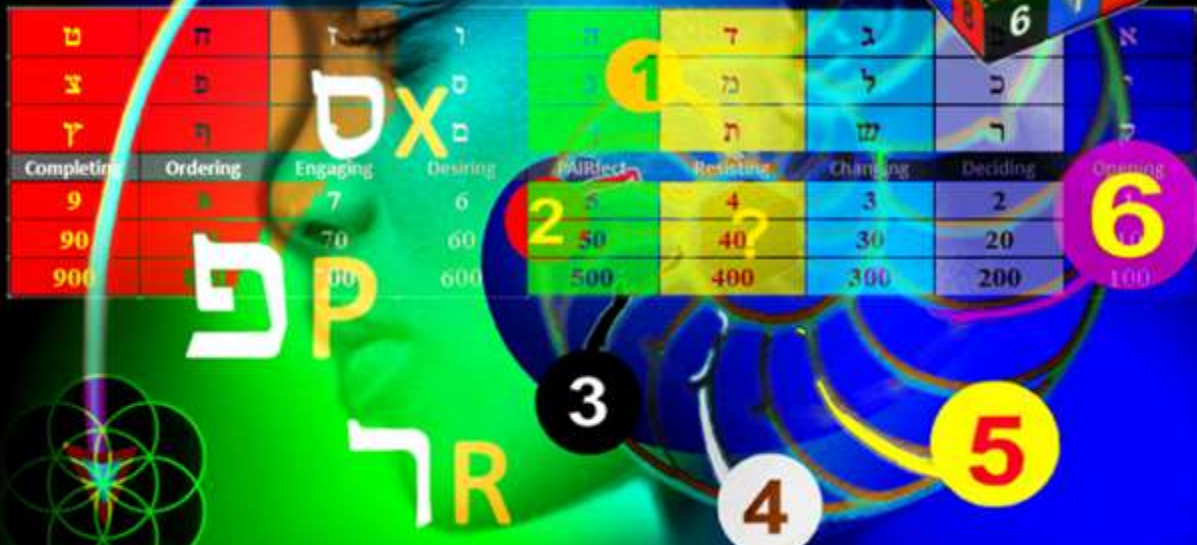 א ג ד ה ו ז ח ט
י כ ל מ נ ס פ צ
ק ר ש ת ם ף ץ
Completing Ordering Engaging Desiring PAIRfect Resisting Changing Deciding Opening
9 8 7 6 5 4 3 2
90 70 60 50 40 30 20
900 600 500 400 300 200 100
6
1
ס X
2
?
6
פ P
3
5
ר R
4